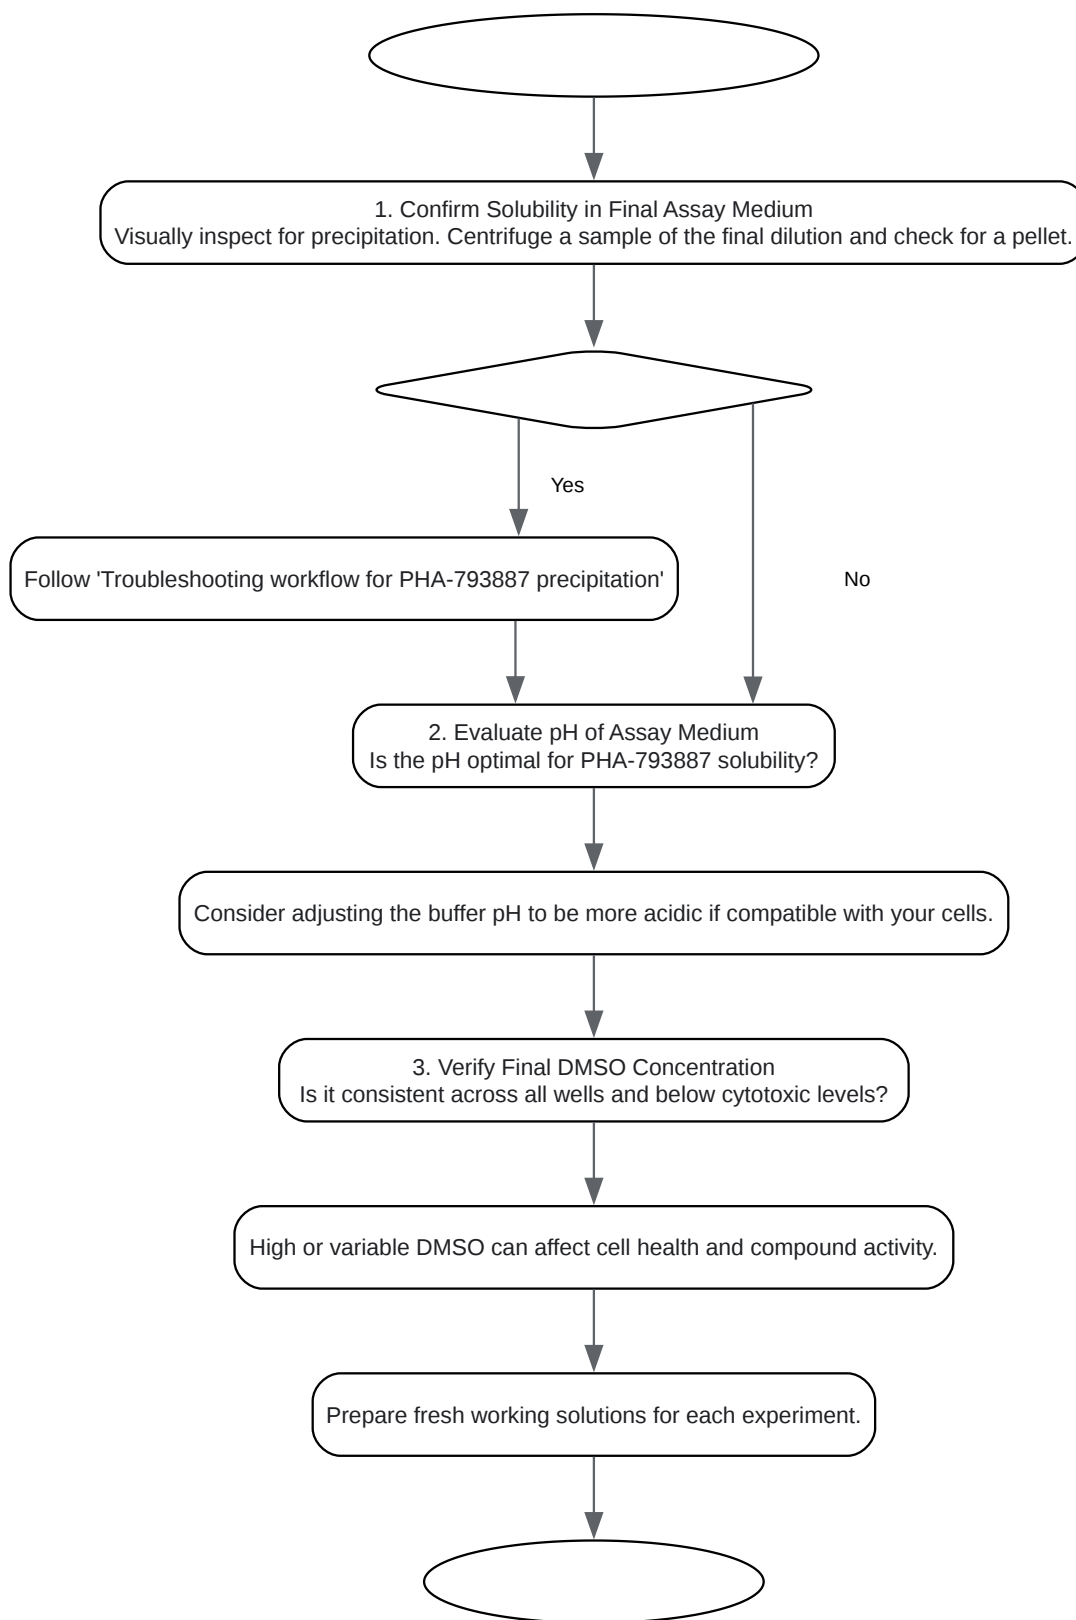 1. Confirm Solubility in Final Assay Medium
Visually inspect for precipitation. Centrifuge a sample of the final dilution and check for a pellet.
Yes
Follow 'Troubleshooting workflow for PHA-793887 precipitation'
No
2. Evaluate pH of Assay Medium
Is the pH optimal for PHA-793887 solubility?
Consider adjusting the buffer pH to be more acidic if compatible with your cells.
3. Verify Final DMSO Concentration
Is it consistent across all wells and below cytotoxic levels?
High or variable DMSO can affect cell health and compound activity.
Prepare fresh working solutions for each experiment.